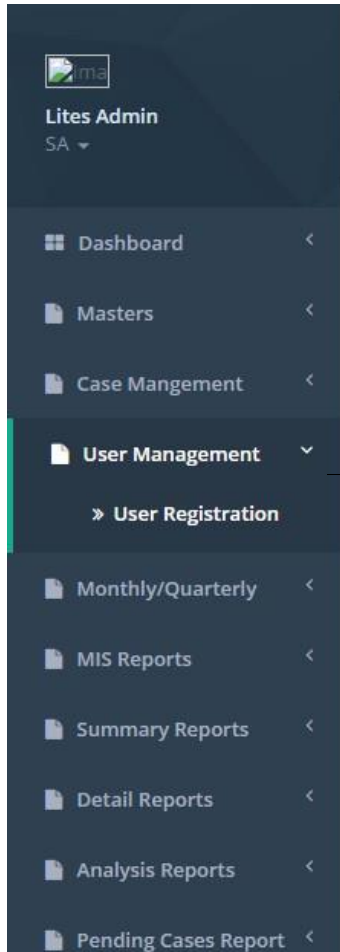 ima
Lites Admin
SA
Dashboard
Masters
Case Mangement
User Management
» User Registration
Monthly/Quarterly
MIS Reports
Summary Reports
Detail Reports
Analysis Reports
Pending Cases Report